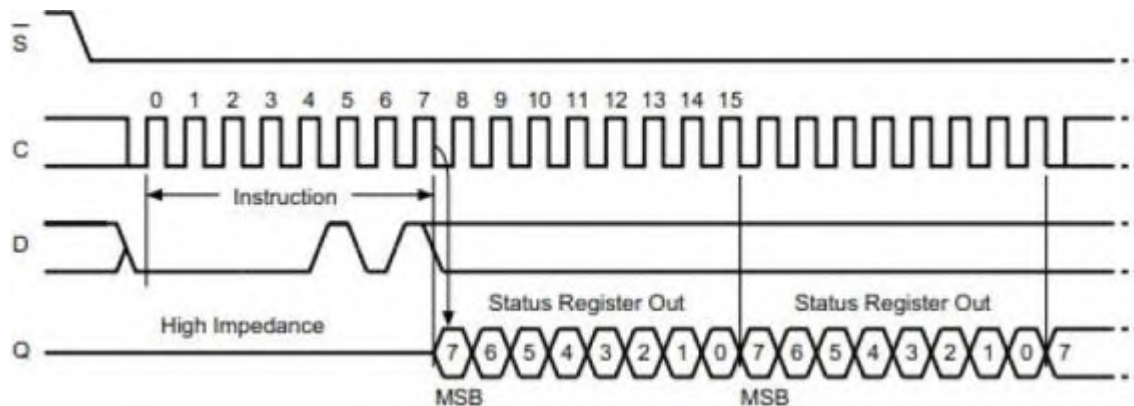 S
0 1 2 3 4 5 6 7 8 9 10 11 12 13 14 15
C
Instruction
D
Status Register Out Status Register Out
High Impedance
Q 7 6 5 4 3 2 1 0 7 6 5 4 3 2 1 0 7
MSB MSB